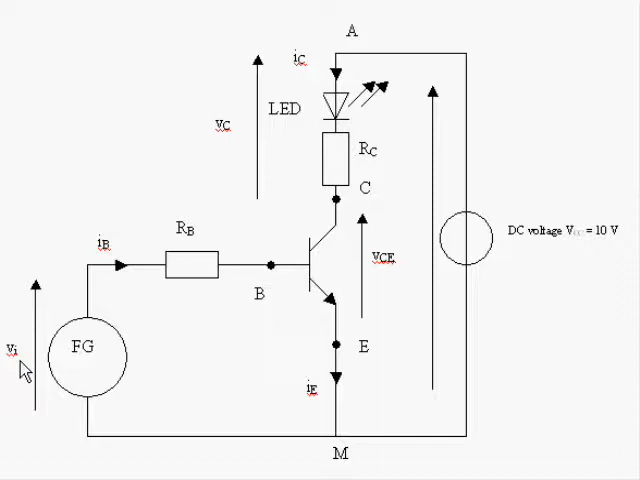 A
iC
LED
vC
RC
C
RB
DC voltage VCC = 10 V
iB
vCE
B
vi
FG
E
iE
M